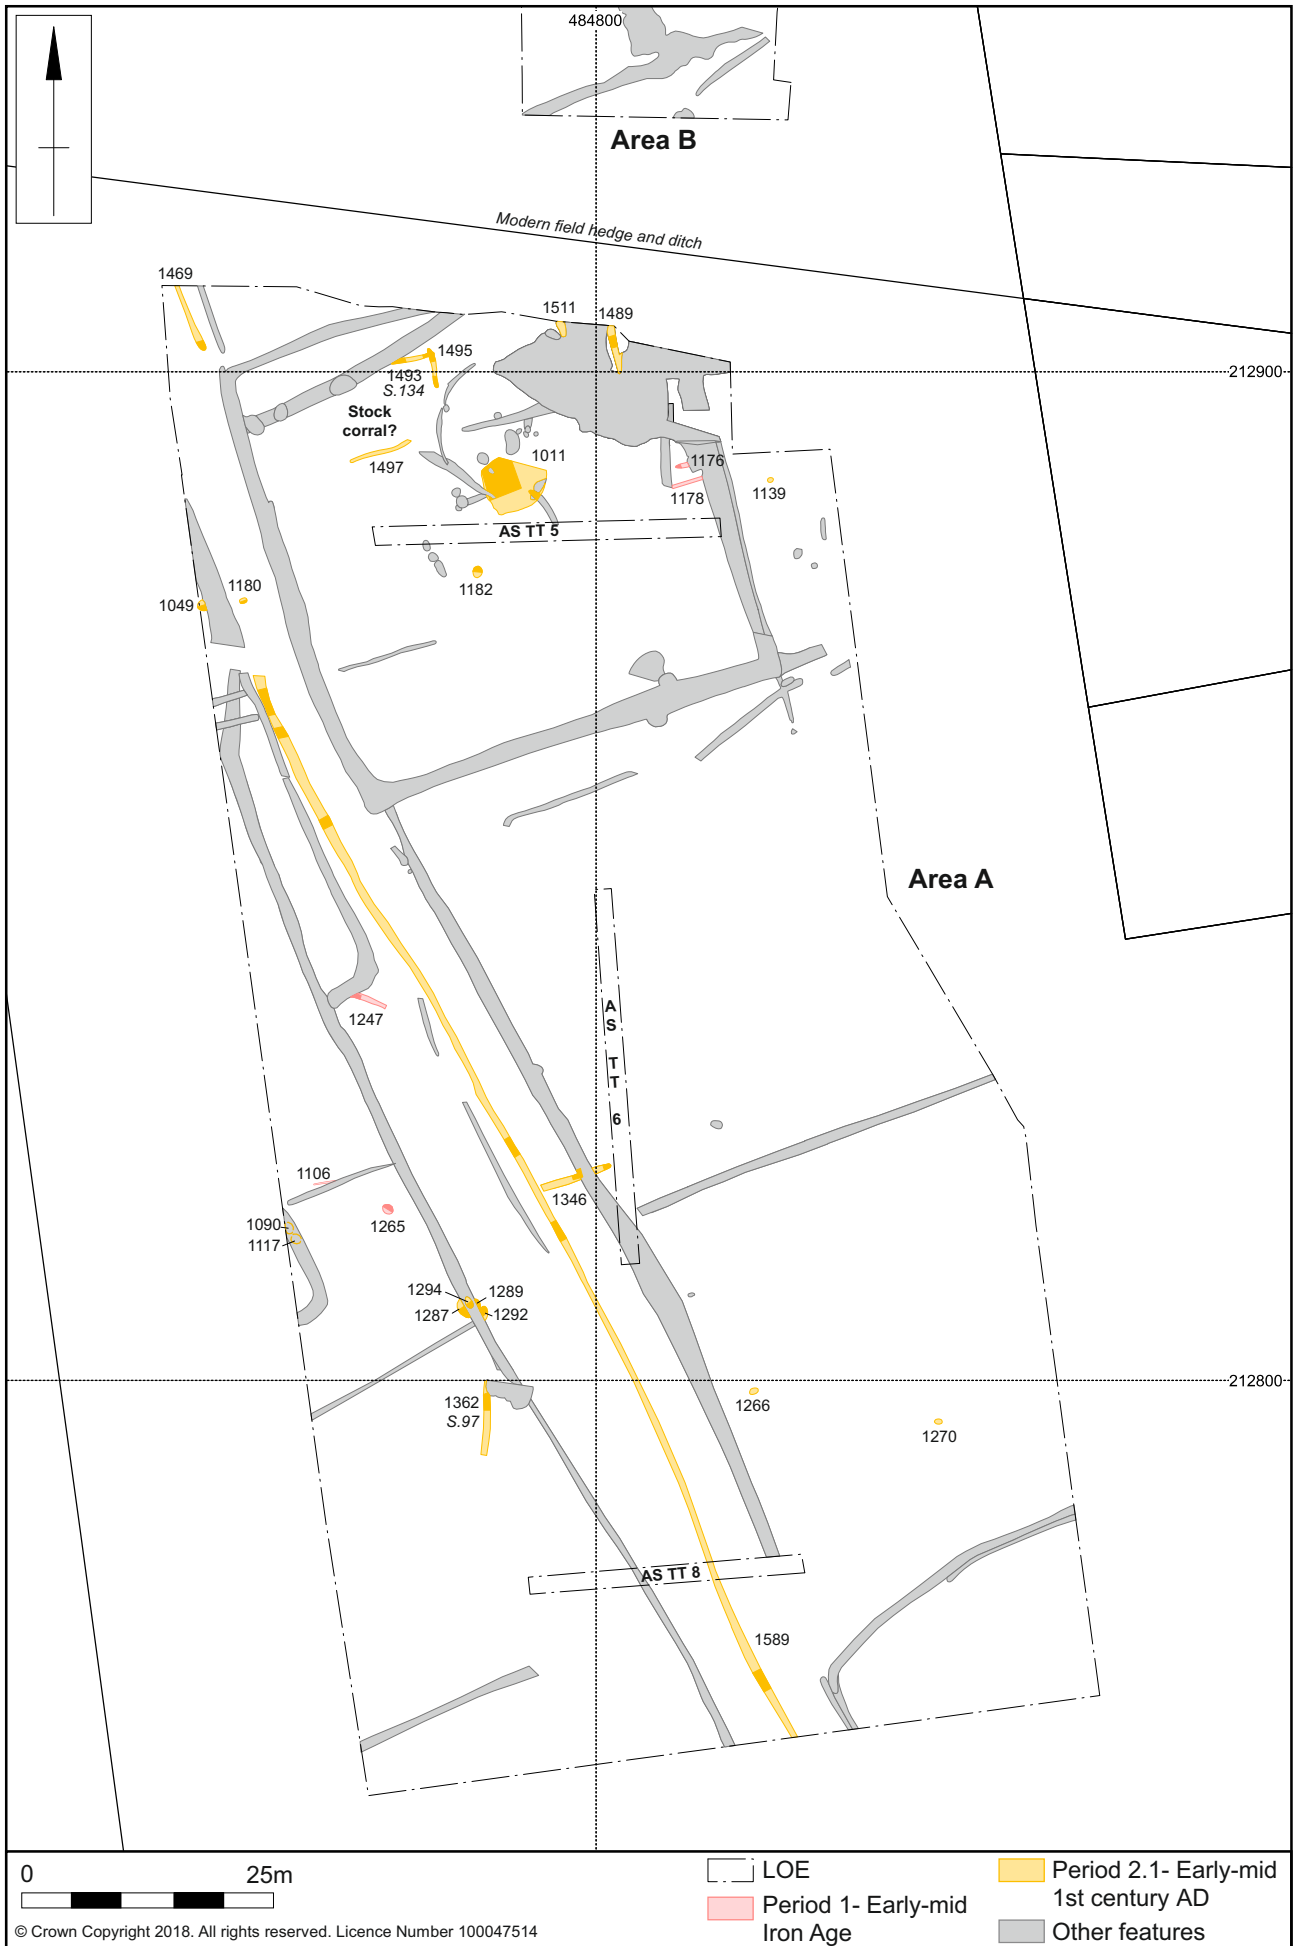 484800
Area B
Modern field hedge and ditch
1469
1511
1489
1495
1493
S.134
212900
Stock
corral?
1497
1011
1176
1178
1139
AS TT 5
1182
1180
1049
Area A
AS TT 6
1247
1106
1265
1346
1090
1117
1294
1289
1287
1292
212800
1362
S.97
1266
1270
AS TT 8
1589
0 25m
© Crown Copyright 2018. All rights reserved. Licence Number 100047514
LOE
Period 1- Early-mid
Iron Age
Period 2.1- Early-mid
1st century AD
Other features